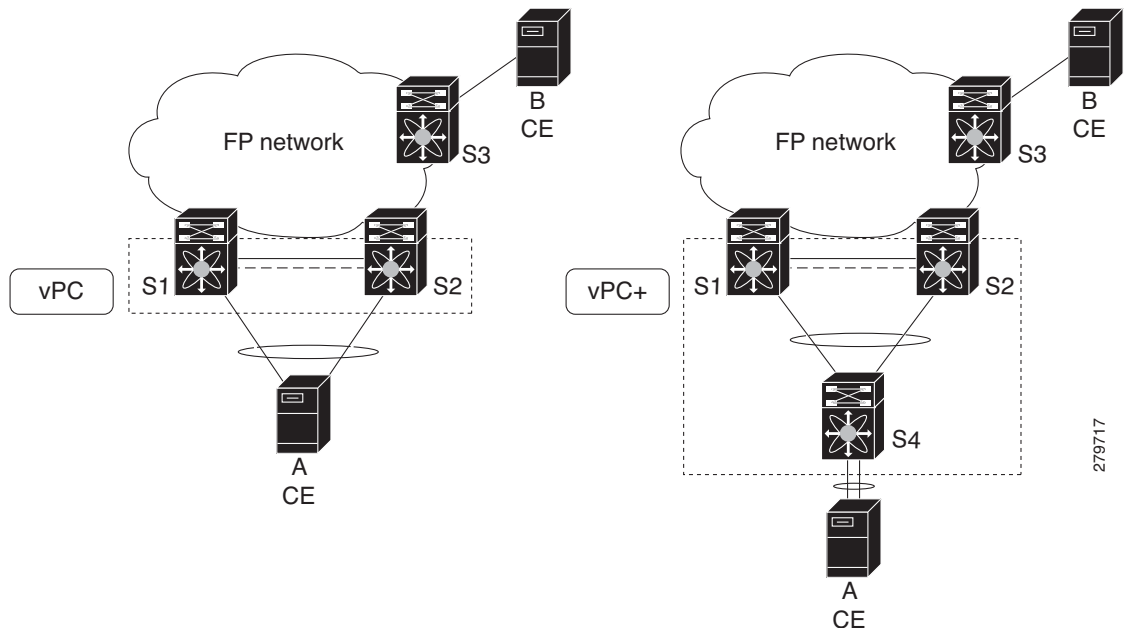 B
CE
FP network
S3
S1
S2
vPC
A
CE
B
CE
FP network
S3
S1
S2
vPC+
S4
A
CE
279717